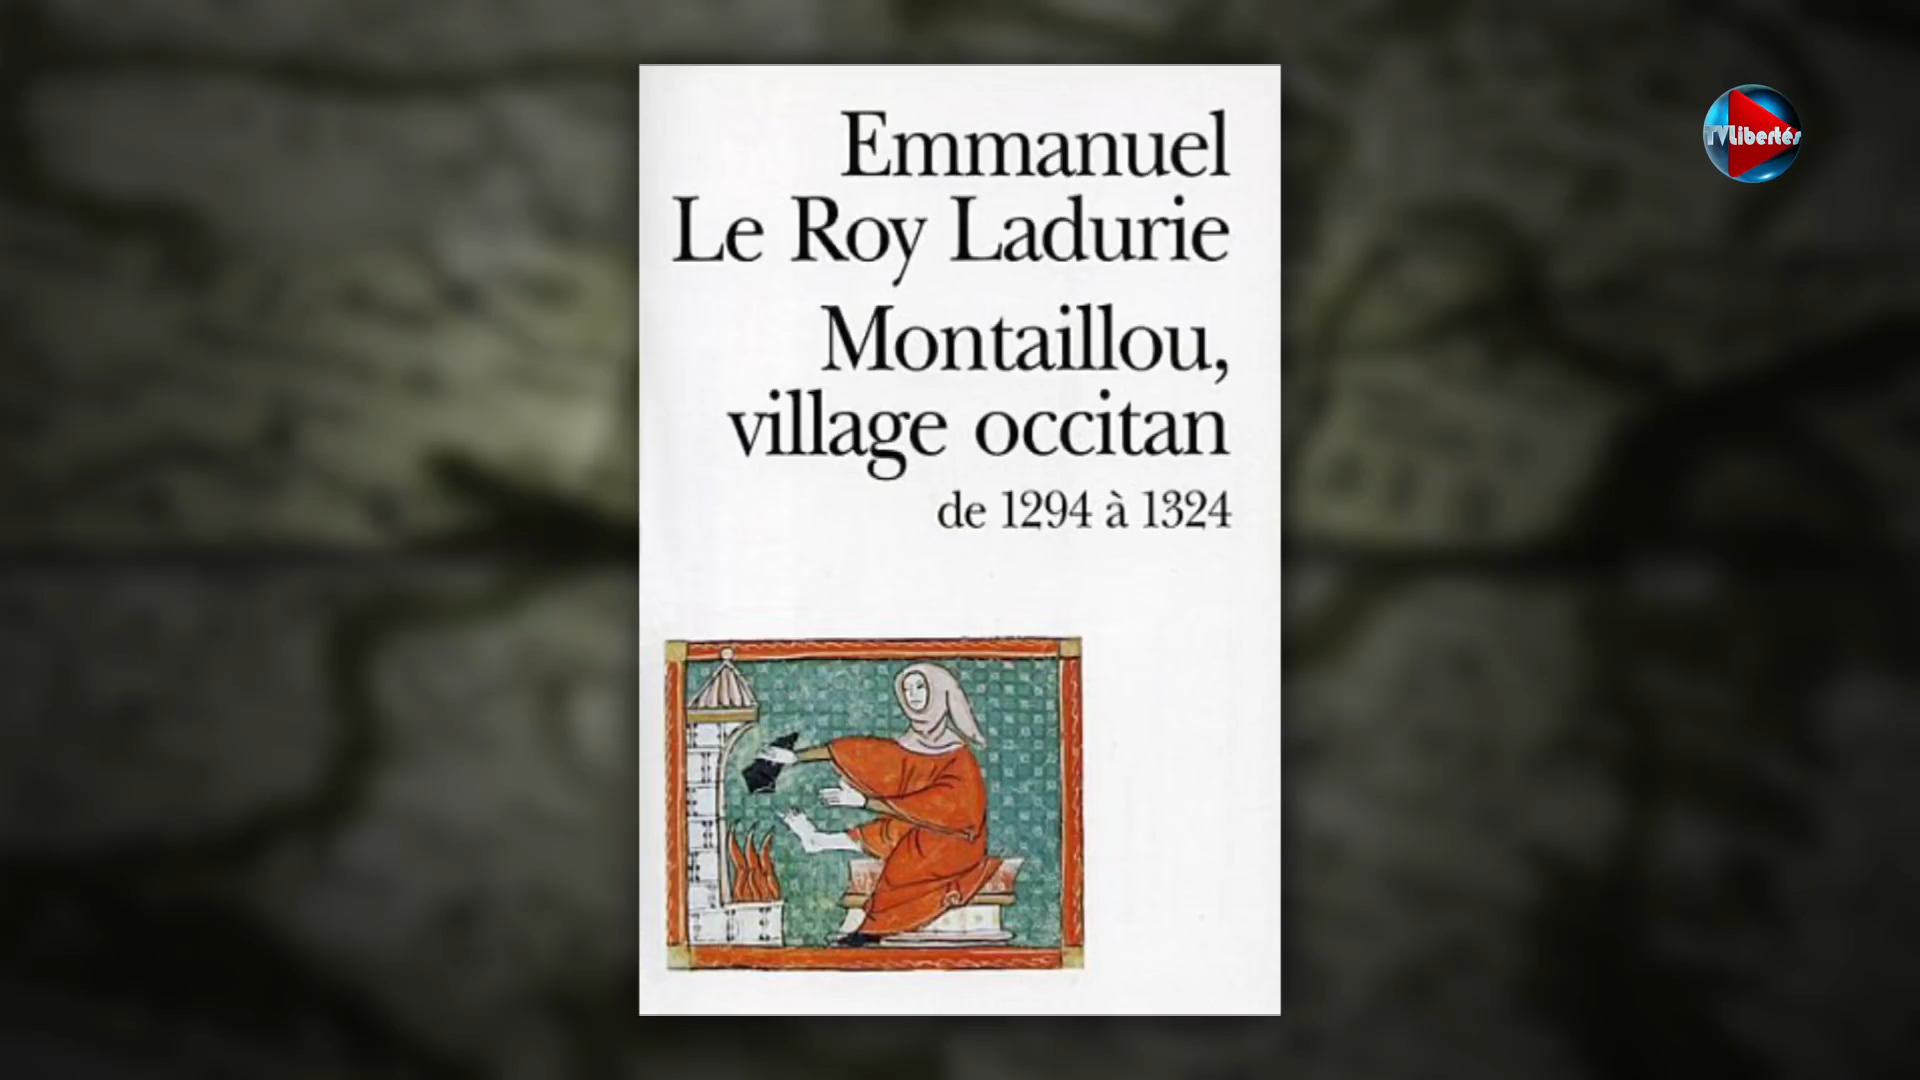 Emmanuel
Le Roy Ladurie
Montaillou,
village occitan
de 1294 à 1324
TVLibertés